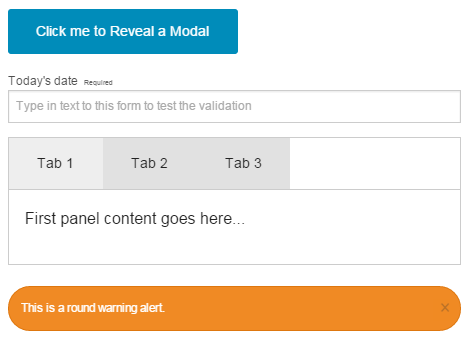 Click me to Reveal a Modal
Today's date Required
Type in text to this form to test the validation
Tab 1 Tab 2 Tab 3
First panel content goes here...
This is a round warning alert. ×